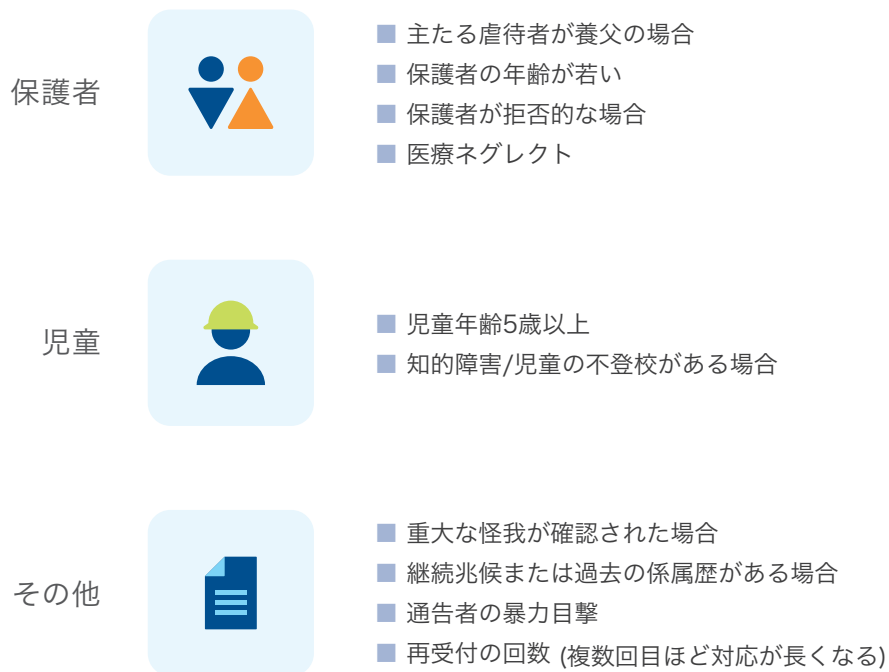 保護者
■ 主たる虐待者が養父の場合
■ 保護者の年齢が若い
■ 保護者が拒否的な場合
■ 医療ネグレクト
児童
■ 児童年齢5歳以上
■ 知的障害/児童の不登校がある場合
その他
■ 重大な怪我が確認された場合
■ 継続兆候または過去の係属歴がある場合
■ 通告者の暴力目撃
■ 再受付の回数 (複数回目ほど対応が長くなる)